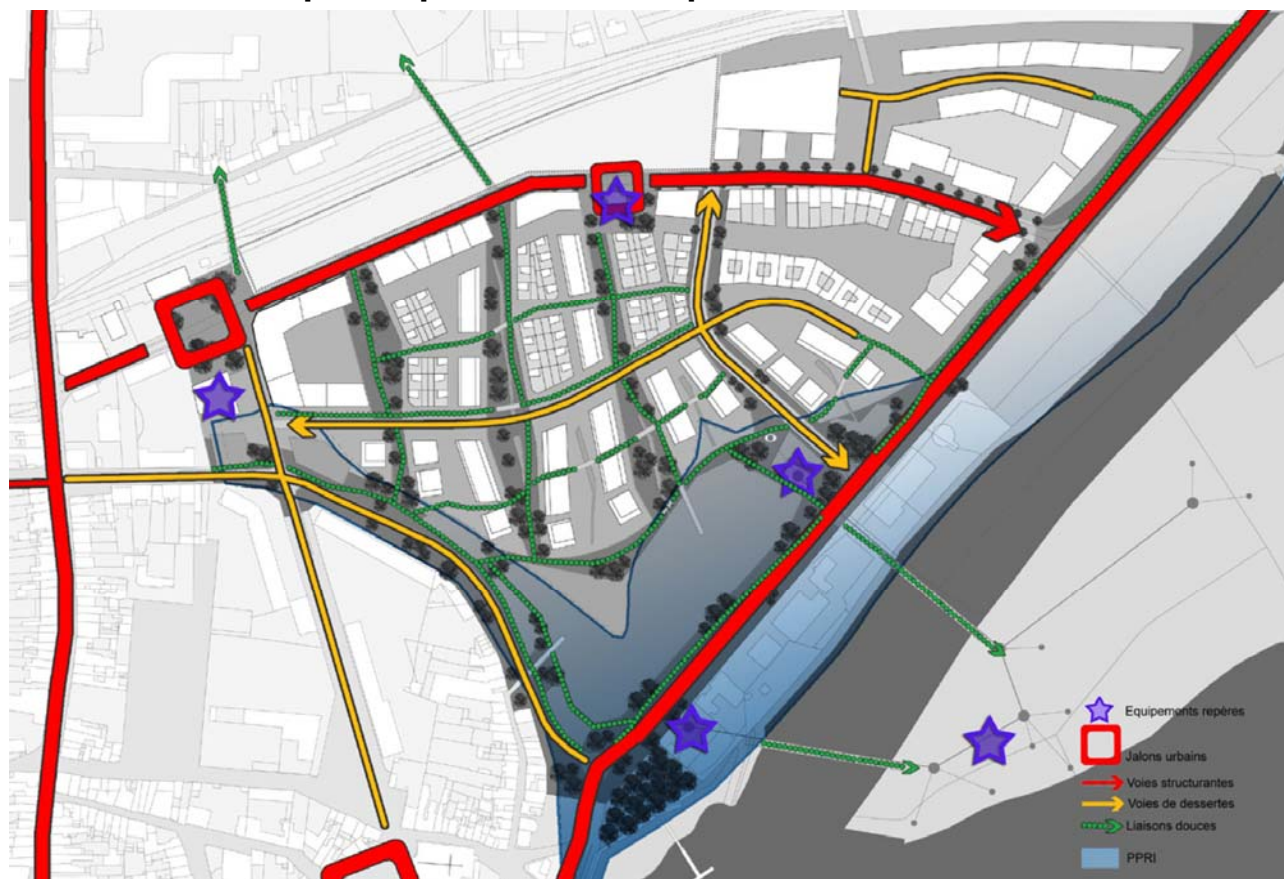 Equipements repères
Jalons urbains
Voies structurantes
Voies de dessertes
Liaisons douces
PPRI